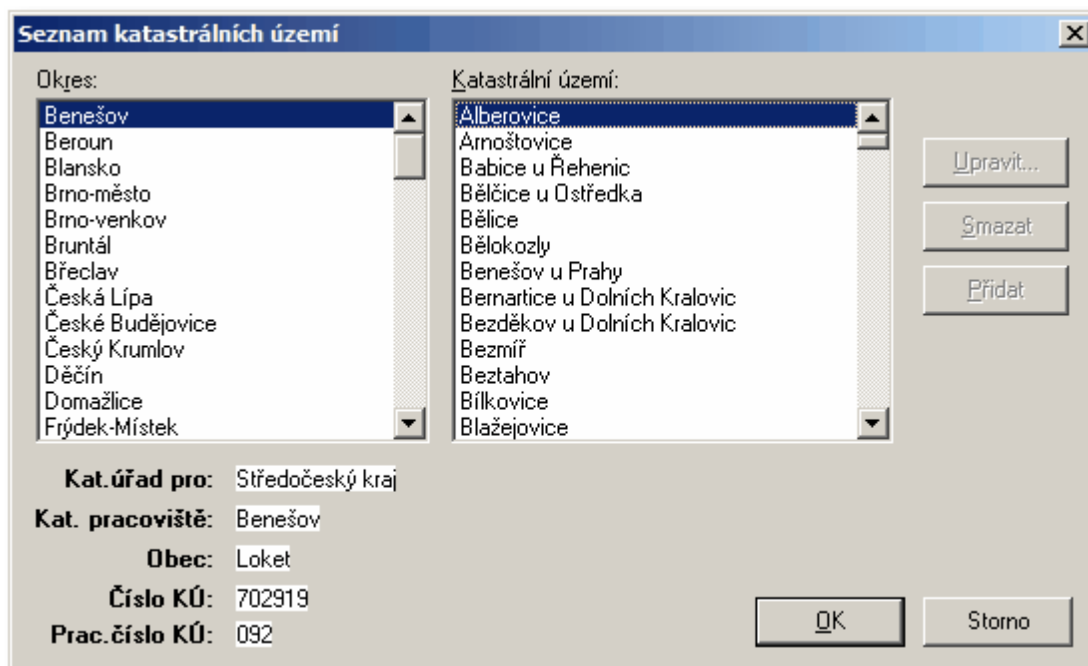 Seznam katastrálních území
Okres:
Benešov
Beroun
Blansko
Brno-město
Brno-venkov
Bruntál
Břeclav
Česká Lípa
České Budějovice
Český Krumlov
Děčín
Domažlice
Frýdek-Místek
Katastrální území:
Alberovice
Arnoštovice
Babice u Řehenic
Bělčice u Ostředka
Bělice
Bělokozly
Benešov u Prahy
Bernartice u Dolních Kralovic
Bezděkov u Dolních Kralovic
Bezmíř
Beztahov
Bílkovice
Blažejovice
Upravit...
Smazat
Přidat
Kat.úřad pro: Středočeský kraj
Kat. pracoviště: Benešov
Obec: Loket
Číslo KÚ: 702919
Prac.číslo KÚ: 092
OK
Storno